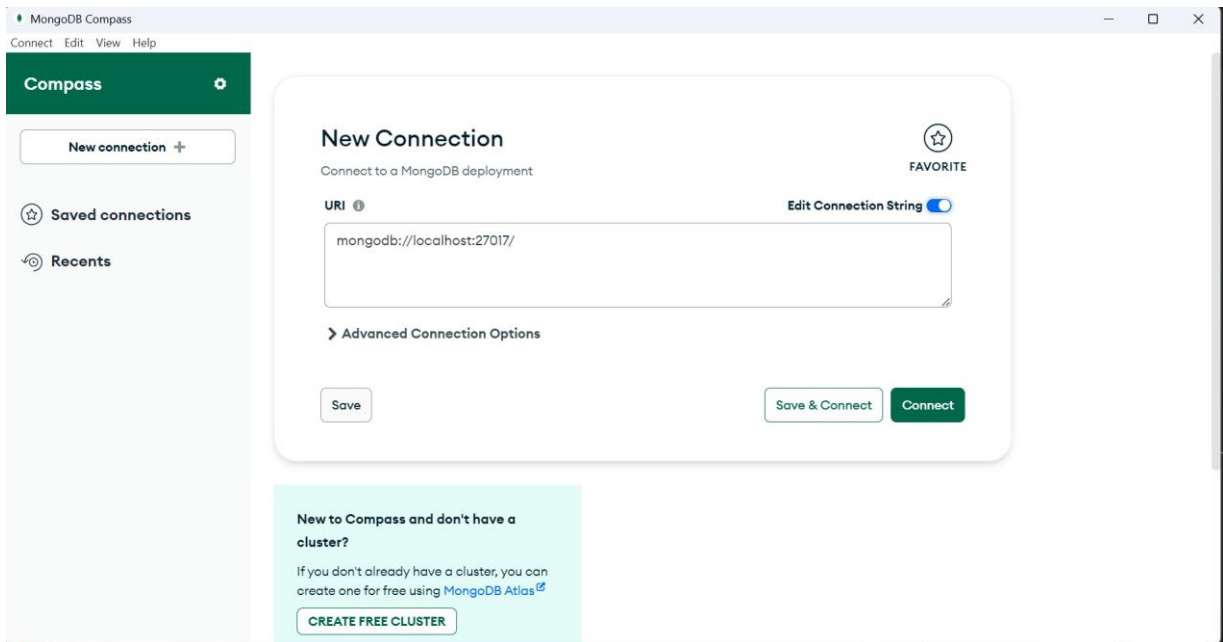 MongoDB Compass
Connect Edit View Help
Compass
New connection +
Saved connections
Recents
New Connection
Connect to a MongoDB deployment
FAVORITE
URI
Edit Connection String
mongodb://localhost:27017/
Advanced Connection Options
Save
Save & Connect
Connect
New to Compass and don't have a
cluster?
If you don't already have a cluster, you can
create one for free using MongoDB Atlas
CREATE FREE CLUSTER